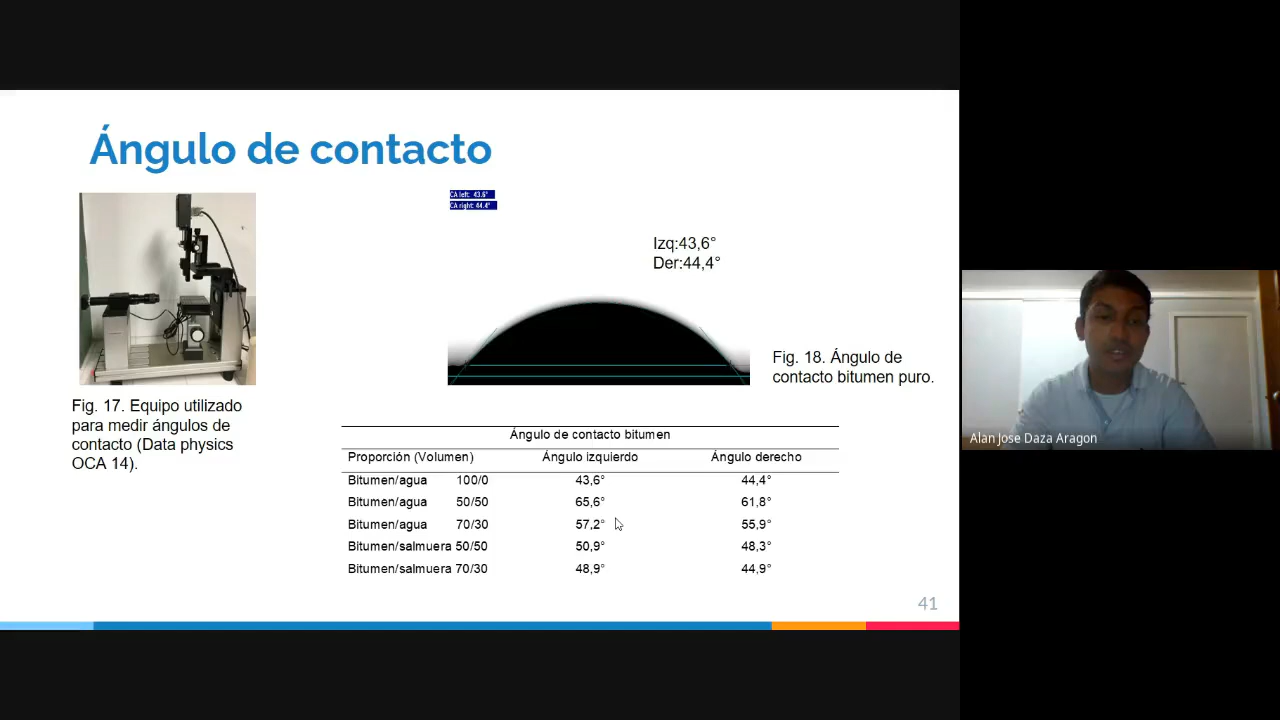 Ángulo de contacto
CA left: 43.6°
CA right: 44.4°
Izq:43,6°
Der:44,4°
Fig. 18. Ángulo de
contacto bitumen puro.
Fig. 17. Equipo utilizado
para medir ángulos de
contacto (Data physics
OCA 14).
Ángulo de contacto bitumen
Proporción (Volumen) Ángulo izquierdo Ángulo derecho
Bitumen/agua 100/0 43,6° 44,4°
Bitumen/agua 50/50 65,6° 61,8°
Bitumen/agua 70/30 57,2° 55,9°
Bitumen/salmuera 50/50 50,9° 48,3°
Bitumen/salmuera 70/30 48,9° 44,9°
41
Alan Jose Daza Aragon